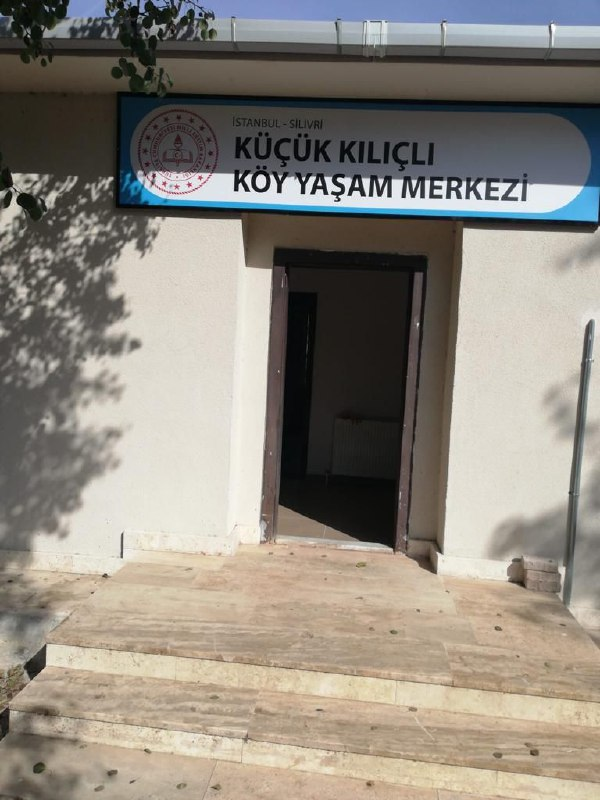 İSTANBUL - SİLİVRİ
KÜÇÜK KILIÇLI
KÖY YAŞAM MERKEZİ